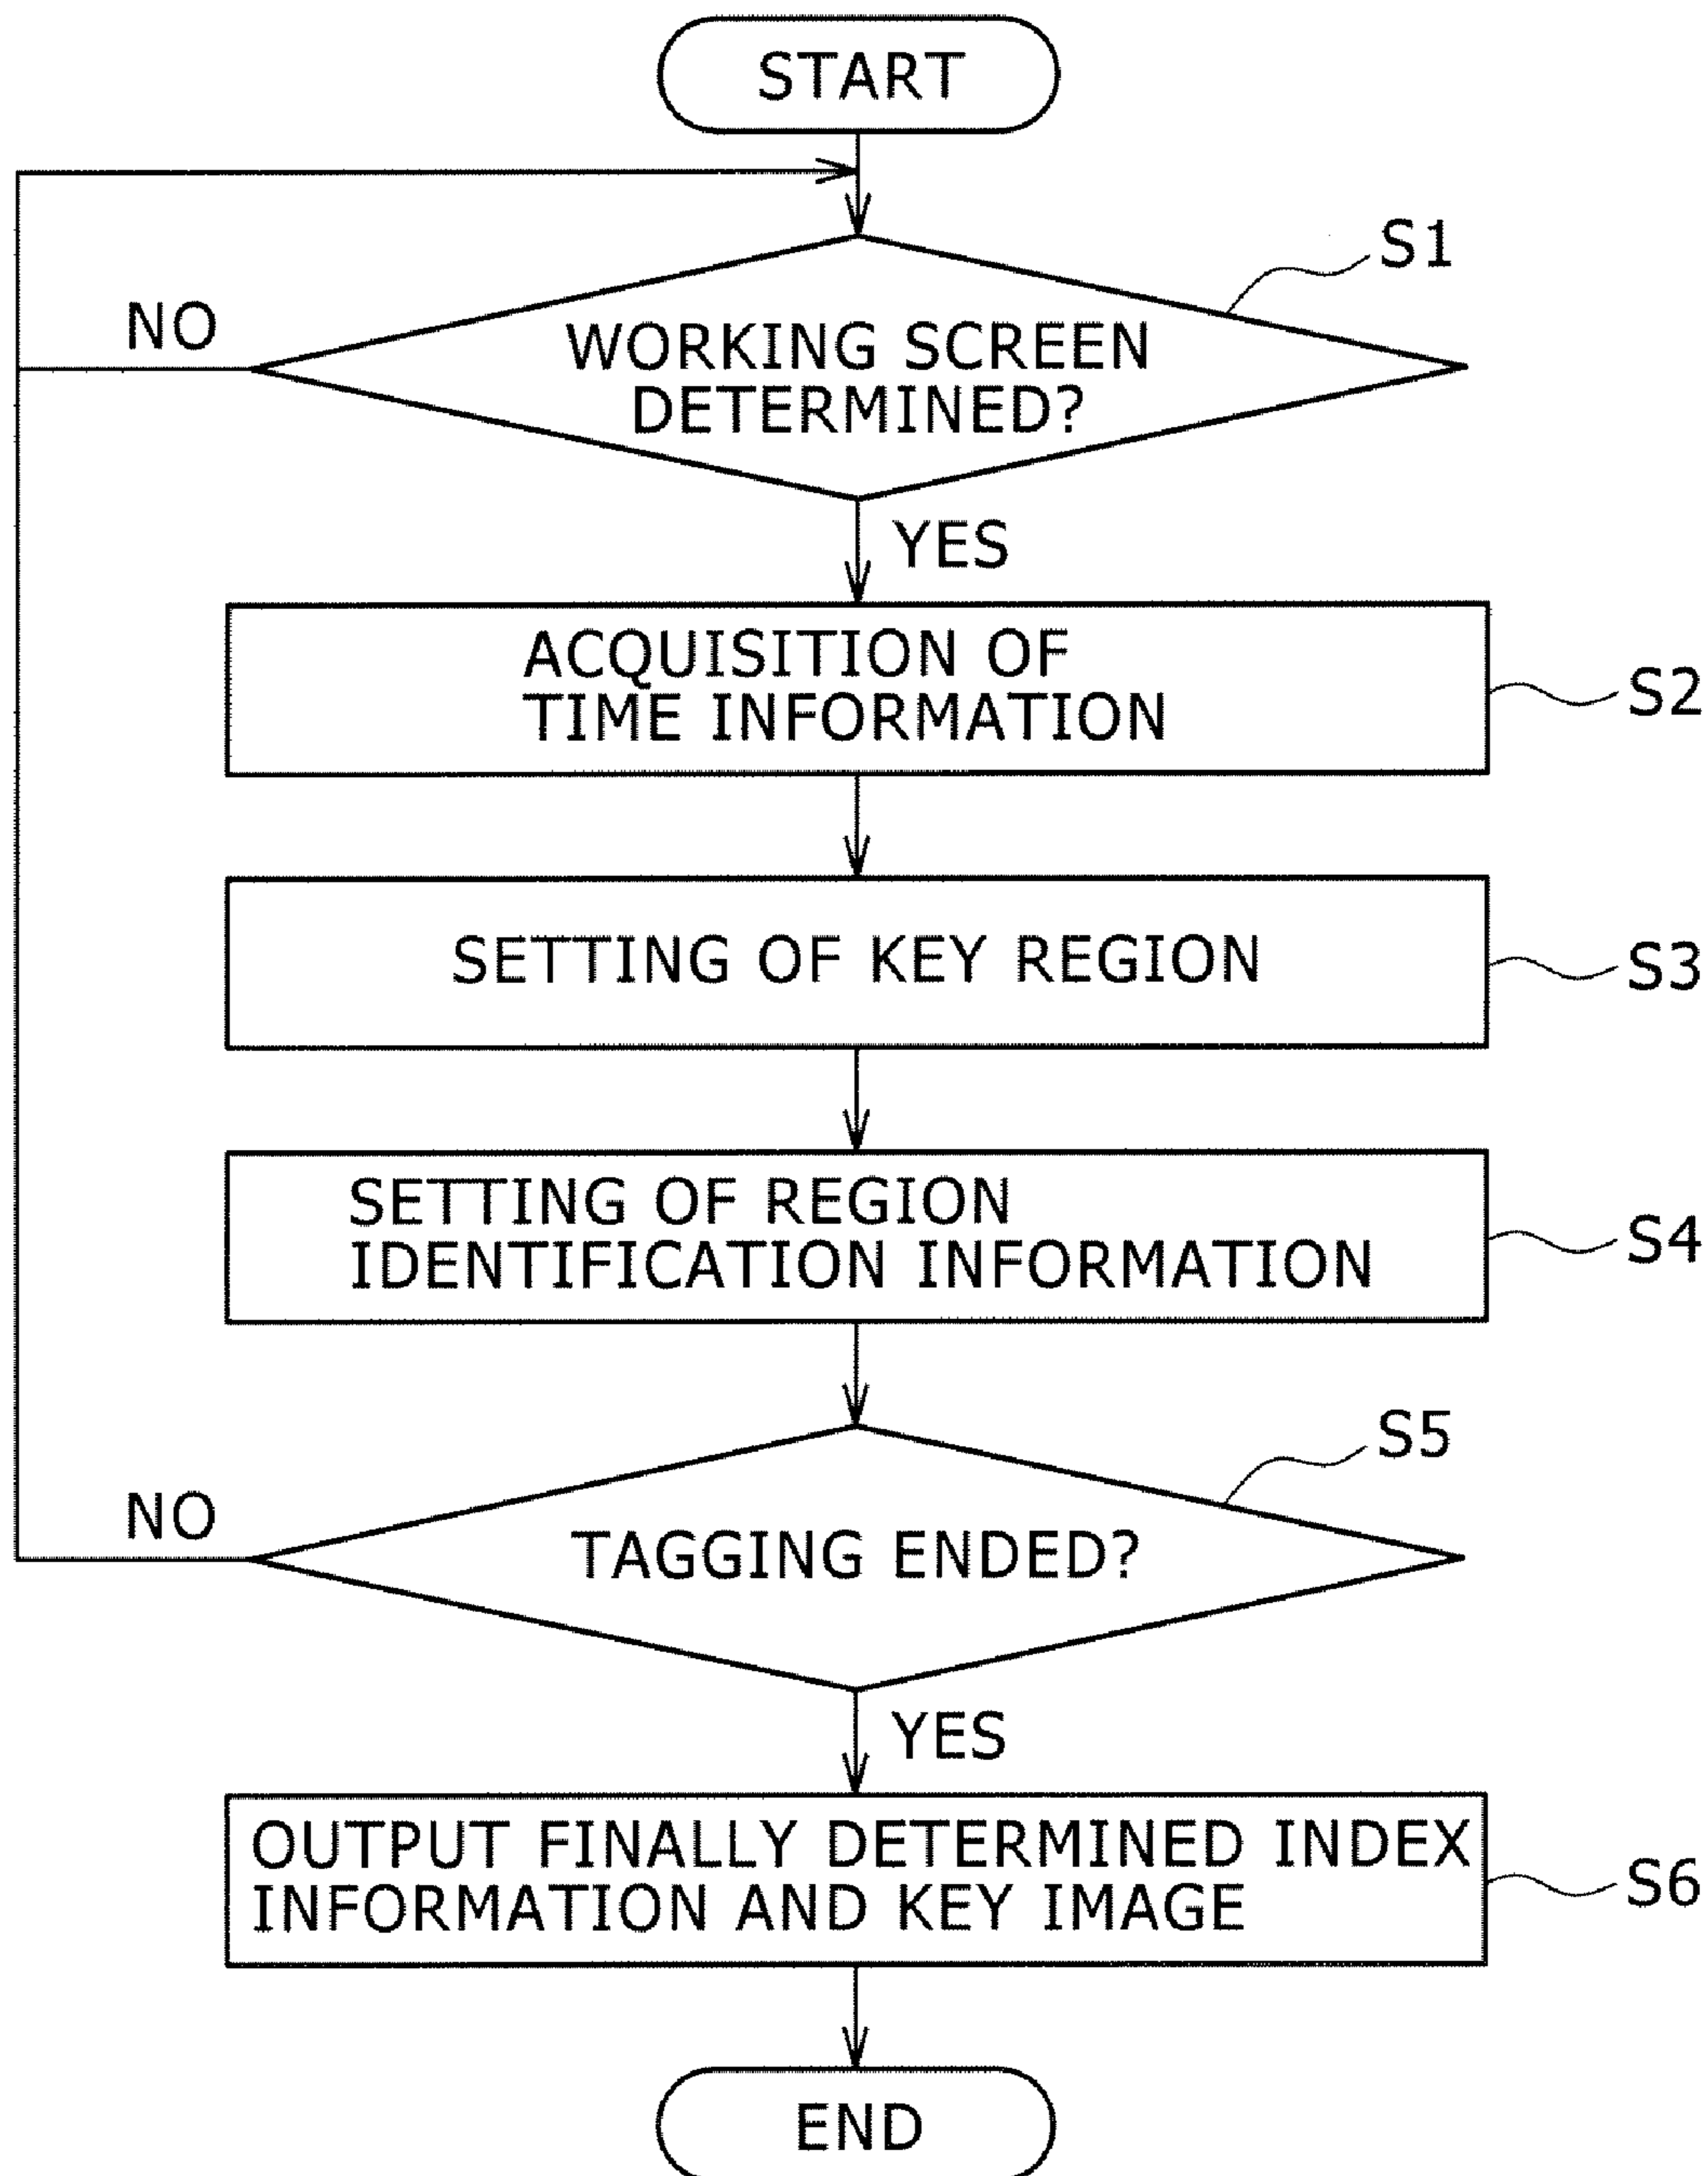 START
S1
NO
WORKING SCREEN
DETERMINED?
YES
ACQUISITION OF
TIME INFORMATION
S2
SETTING OF KEY REGION
S3
SETTING OF REGION
IDENTIFICATION INFORMATION
S4
S5
NO
TAGGING ENDED?
YES
OUTPUT FINALLY DETERMINED INDEX
INFORMATION AND KEY IMAGE
S6
END